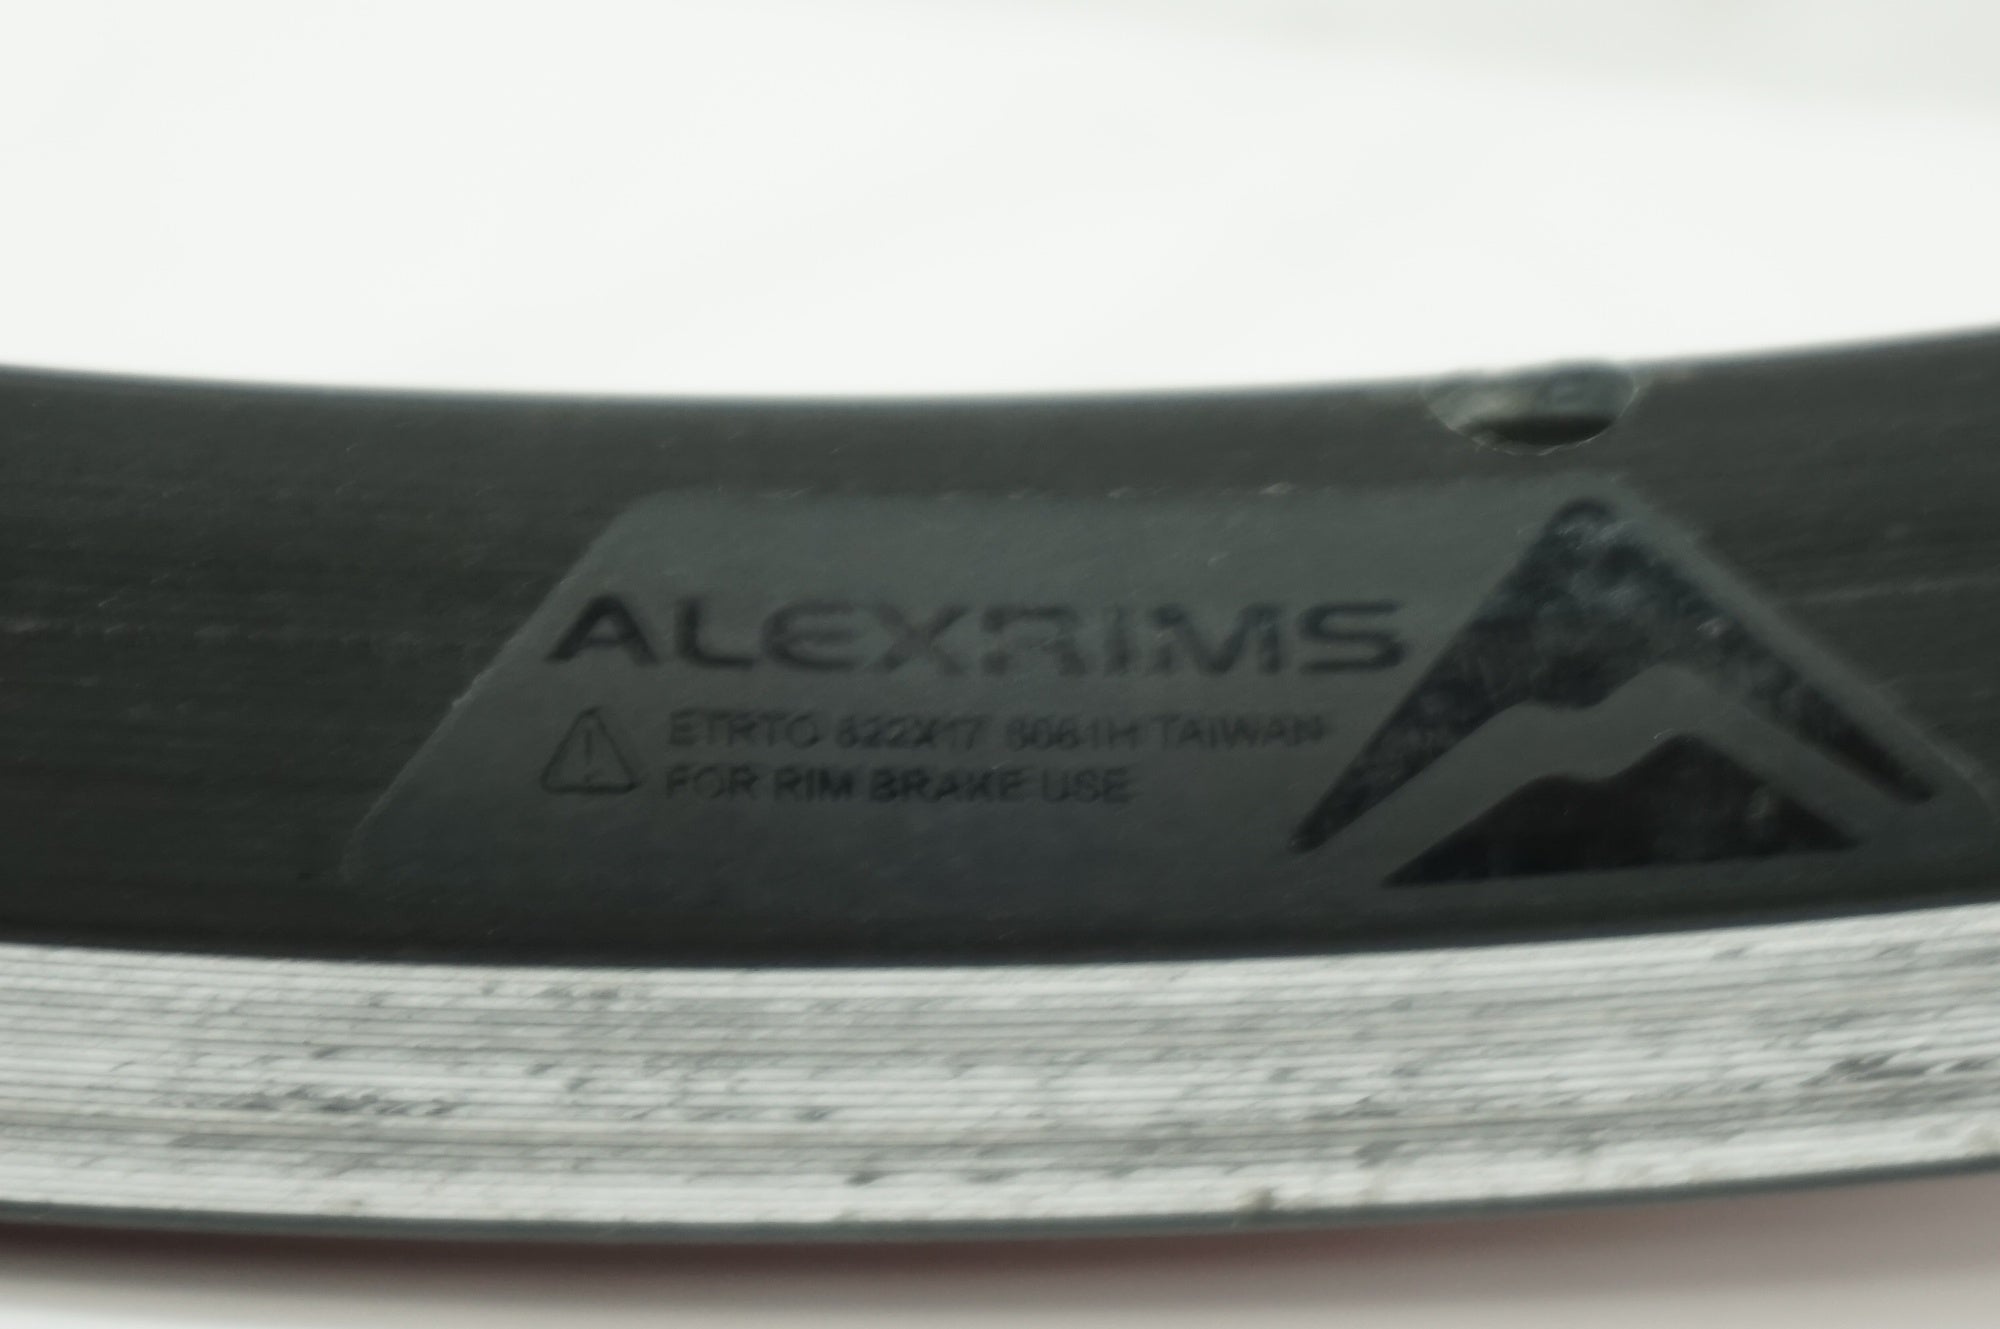 ALEXRIMS
ETRTO 622X17 6061H TAIWAN
FOR RIM BRAKE USE